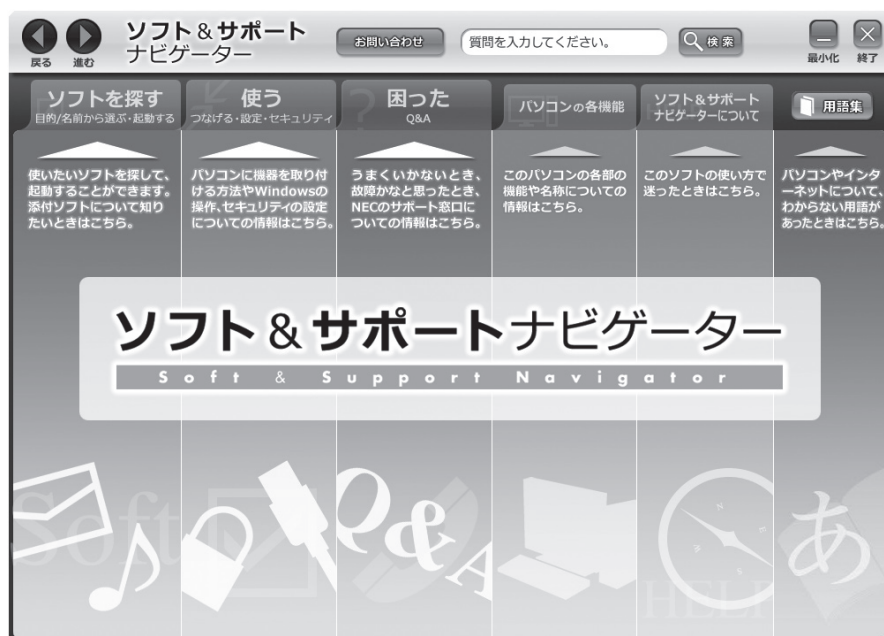 ソフト&サポート
ナビゲーター
お問い合わせ
質問を入力してください。
検索
戻る
進む
最小化
終了
ソフトを探す
目的/名前から選ぶ・起動する
使う
つなげる・設定・セキュリティ
困った
Q&A
パソコンの各機能
ソフト&サポート
ナビゲーターについて
用語集
使いたいソフトを探して、
起動することができます。
添付ソフトについて知り
たいときはこちら。
パソコンに機器を取り付
ける方法やWindowsの
操作、セキュリティの設定
についての情報はこちら。
うまくいかないとき、
故障かなと思ったとき、
NECのサポート窓口に
ついての情報はこちら。
このパソコンの各部の
機能や名称についての
情報はこちら。
このソフトの使い方で
迷ったときはこちら。
パソコンやインタ
ーネットについて、
わからない用語が
あったときはこちら。
ソフト&サポートナビゲーター
Soft & Support Navigator
Soft
Q&A
N
E
S
W
HELP
あ